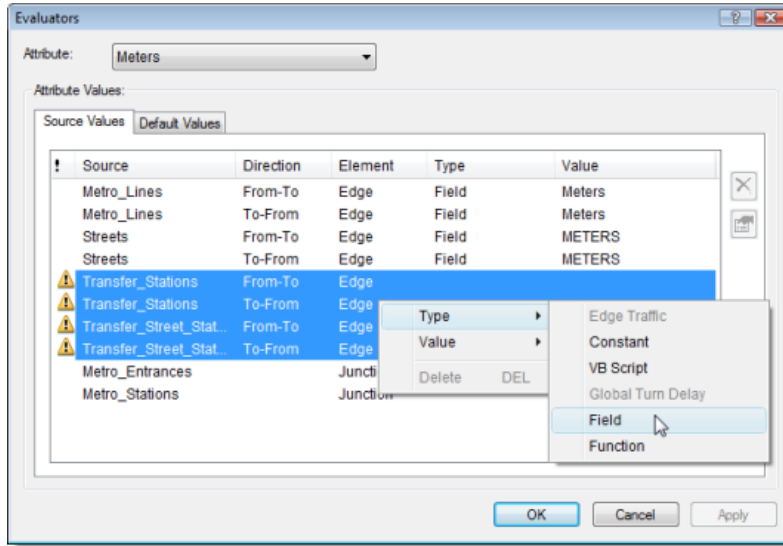 Evaluators
Attribute: Meters
Attribute Values:
Source Values Default Values
! Source Direction Element Type Value
Metro_Lines From-To Edge Field Meters
Metro_Lines To-From Edge Field Meters
Streets From-To Edge Field METERS
Streets To-From Edge Field METERS
Transfer_Stations From-To Edge
Transfer_Stations To-From Edge
Transfer_Street_Stat... From-To Edge
Transfer_Street_Stat... To-From Edge
Metro_Entrances Juncti
Metro_Stations Junction
Type
Value
Delete DEL
Edge Traffic
Constant
VB Script
Global Turn Delay
Field
Function
OK Cancel Apply